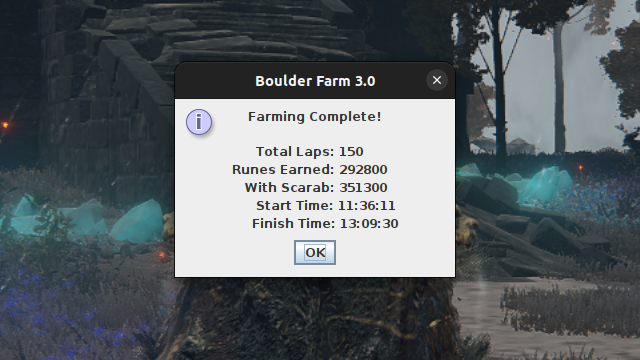 Boulder Farm 3.0
Farming Complete!
Total Laps: 150
Runes Earned: 292800
With Scarab: 351300
Start Time: 11:36:11
Finish Time: 13:09:30
OK